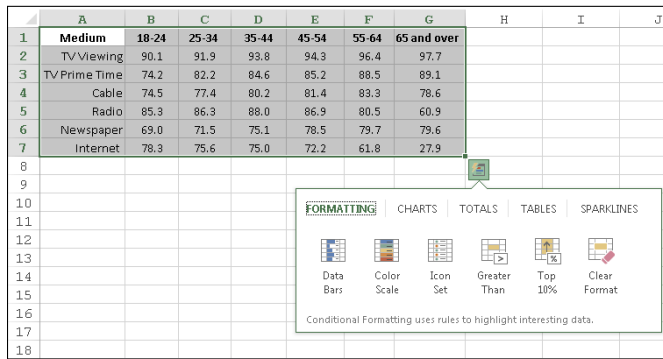 A B C D E F G H I J
1 Medium 18-24 25-34 35-44 45-54 55-64 65 and over
2 TV Viewing 90.1 91.9 93.8 94.3 96.4 97.7
3 TV Prime Time 74.2 82.2 84.6 85.2 88.5 89.1
4 Cable 74.5 77.4 80.2 81.4 83.3 78.6
5 Radio 85.3 86.3 88.0 86.9 80.5 60.9
6 Newspaper 69.0 71.5 75.1 78.5 79.7 79.6
7 Internet 78.3 75.6 75.0 72.2 61.8 27.9
8
9
10
FORMATTING CHARTS TOTALS TABLES SPARKLINES
11
12
13
14
Data Color Icon Greater Top Clear
15
Bars Scale Set Than 10% Format
16
Conditional Formatting uses rules to highlight interesting data.
17
18